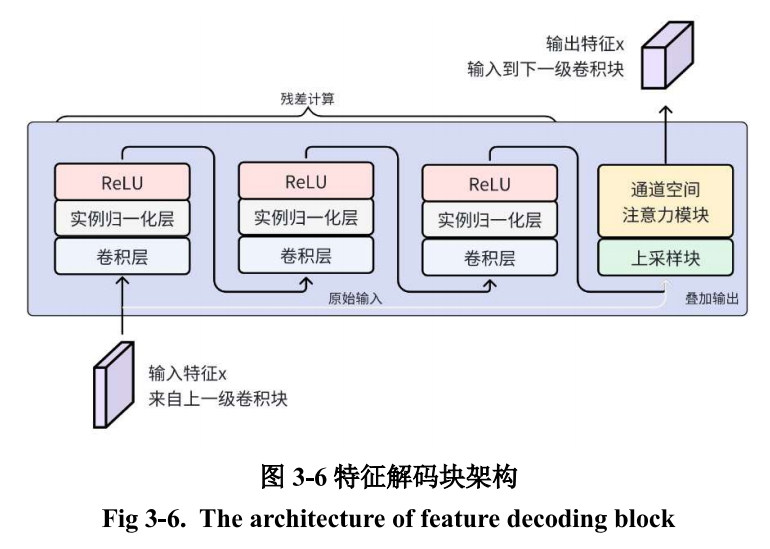 输出特征x
输入到下一级卷积块
残差计算
ReLU
实例归一化层
卷积层
ReLU
实例归一化层
卷积层
ReLU
实例归一化层
卷积层
通道空间
注意力模块
上采样块
原始输入
叠加输出
输入特征x
来自上一级卷积块
图 3-6 特征解码块架构
Fig 3-6. The architecture of feature decoding block